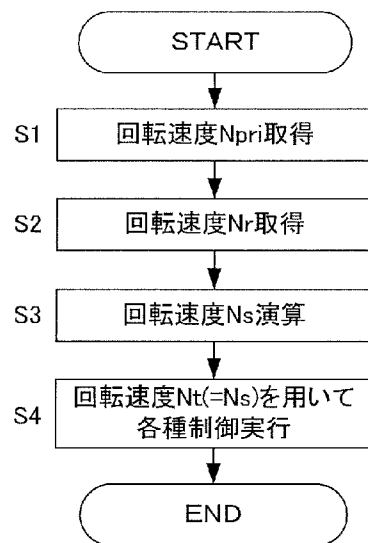 START
S1 回転速度Npri取得
S2 回転速度Nr取得
S3 回転速度Ns演算
S4 回転速度Nt(=Ns)を用いて
各種制御実行
END